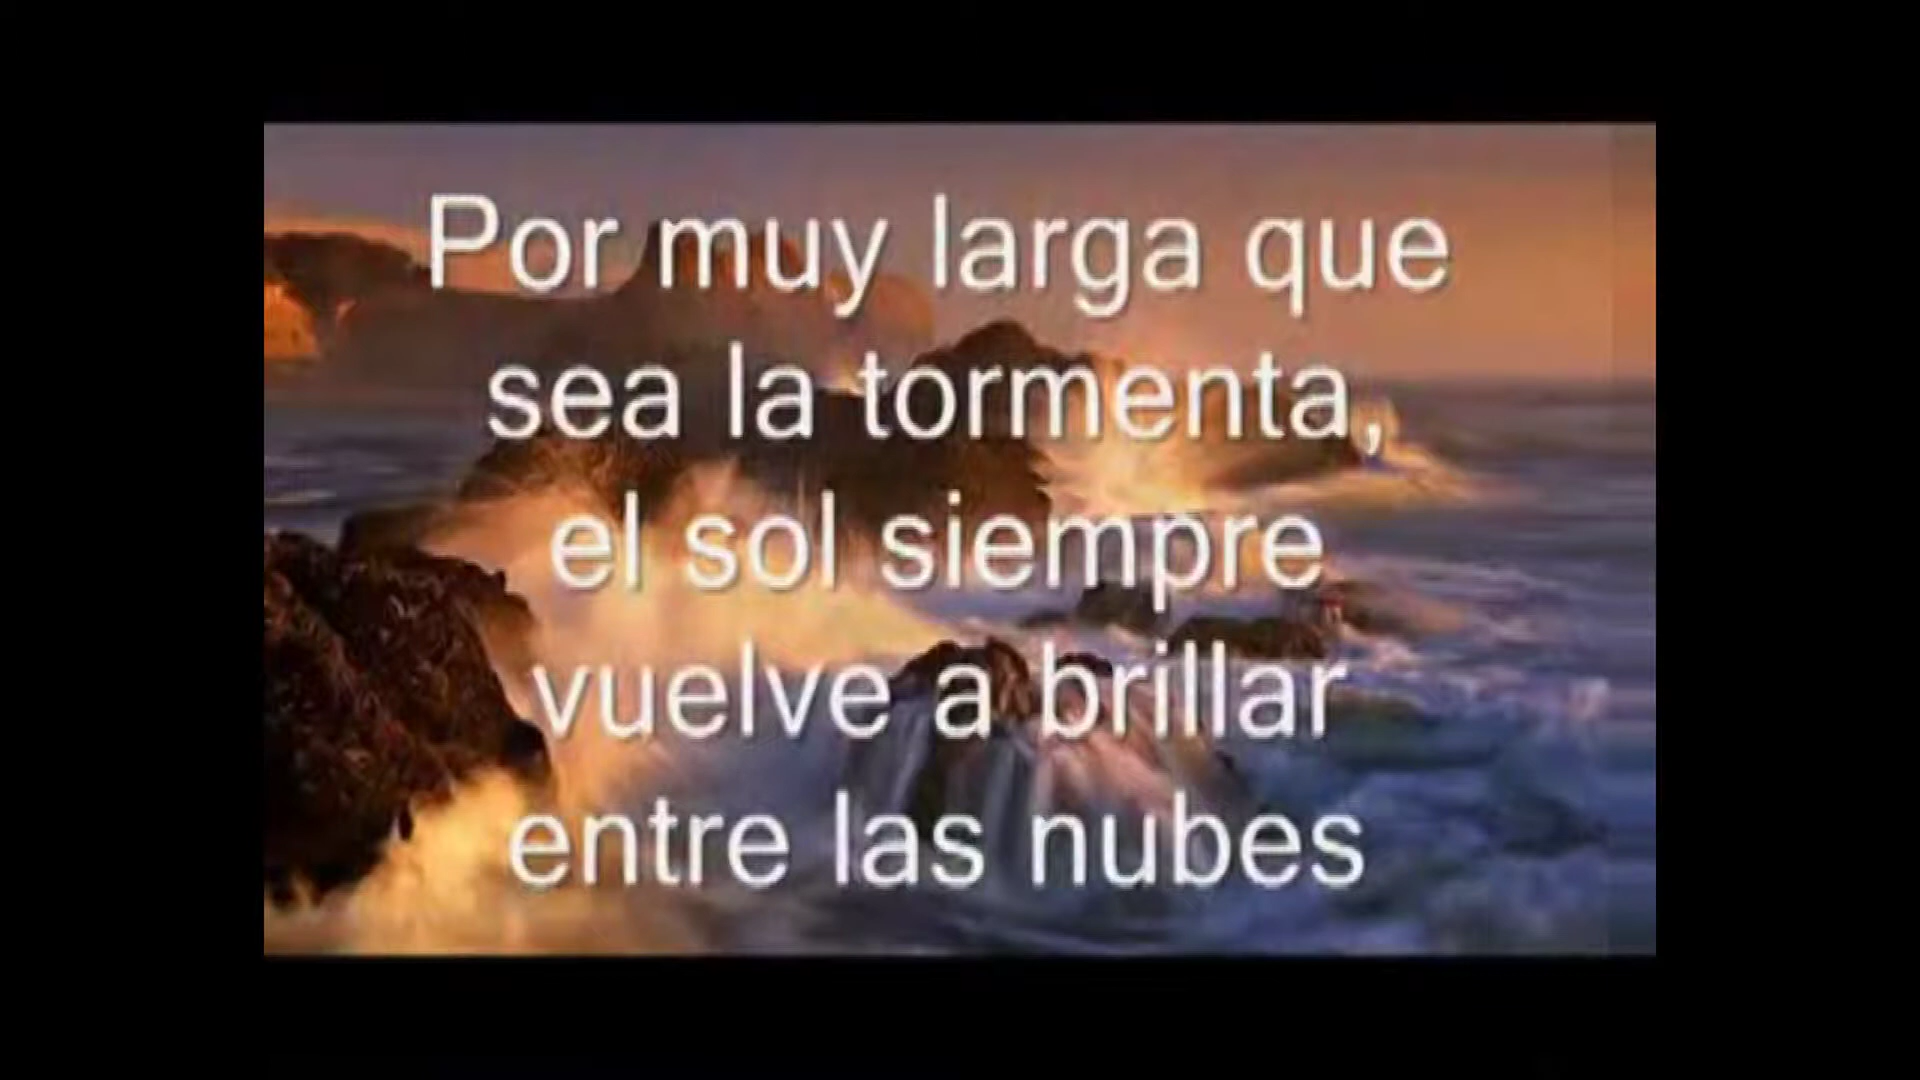 Por muy larga que
sea la tormenta,
el sol siempre
vuelve a brillar
entre las nubes